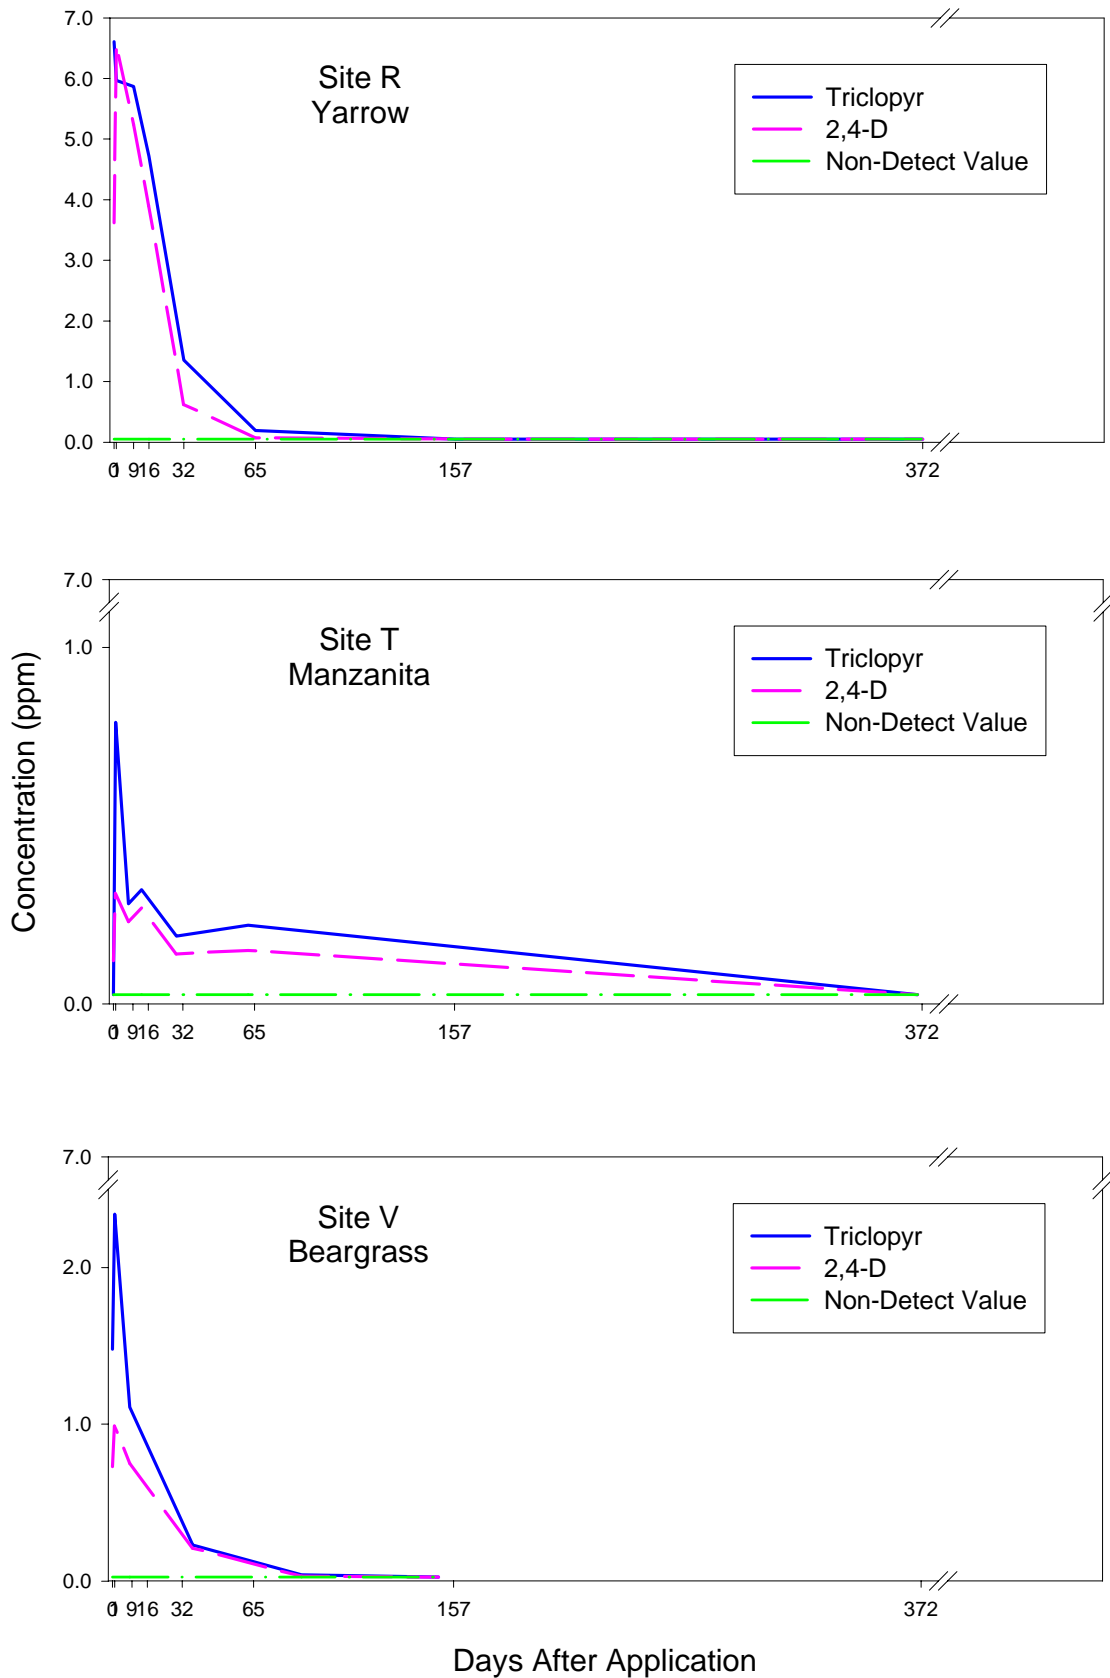 7.0
6.0
5.0
4.0
3.0
2.0
1.0
0.0
Site R
Yarrow
Triclopyr
2,4-D
Non-Detect Value
0 1 9 16 32 65 157 372
Concentration (ppm)
7.0
1.0
0.0
Site T
Manzanita
Triclopyr
2,4-D
Non-Detect Value
0 1 9 16 32 65 157 372
7.0
2.0
1.0
0.0
Site V
Beargrass
Triclopyr
2,4-D
Non-Detect Value
0 1 9 16 32 65 157 372
Days After Application